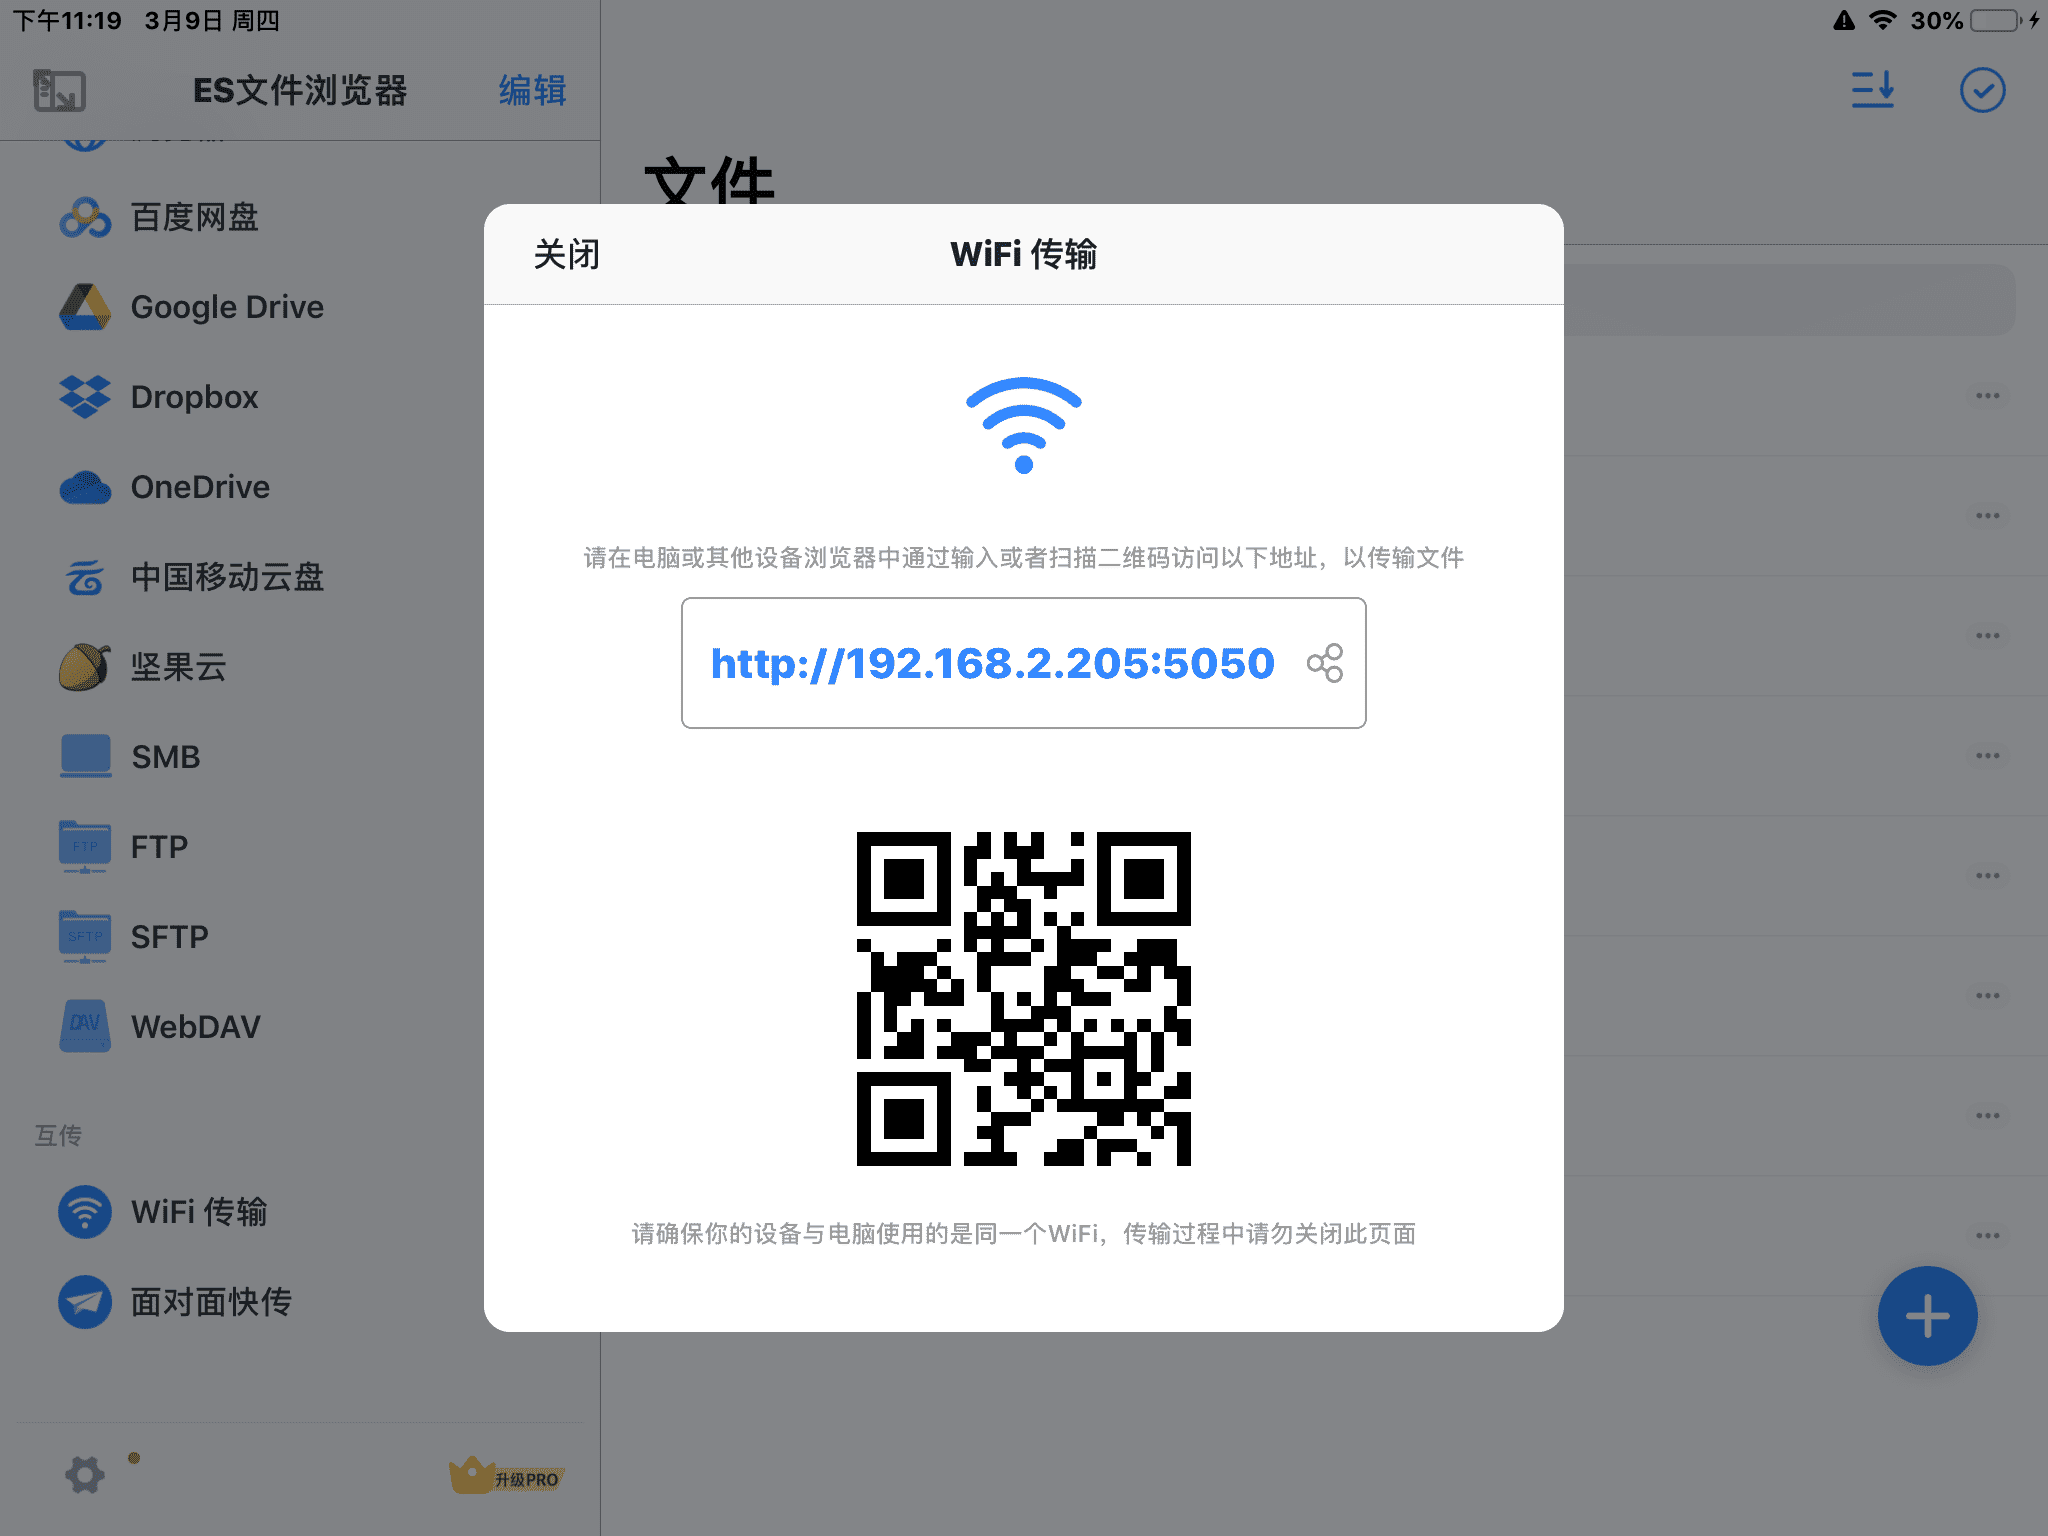 下午11:19 3月9日 周四
30%
ES文件浏览器
编辑
百度网盘
Google Drive
Dropbox
OneDrive
中国移动云盘
坚果云
SMB
FTP
FTP
SFTP
SFTP
DAV
WebDAV
互传
WiFi 传输
面对面快传
升级PRO
文件
关闭
WiFi 传输
请在电脑或其他设备浏览器中通过输入或者扫描二维码访问以下地址，以传输文件
http://192.168.2.205:5050
请确保你的设备与电脑使用的是同一个WiFi，传输过程中请勿关闭此页面